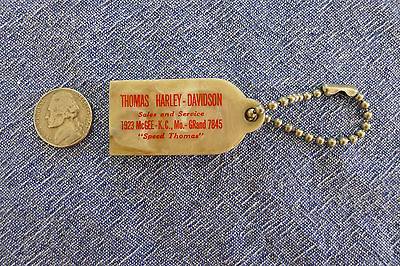 THOMAS HARLEY-DAVIDSON
Sales and Service
1923 McGEE - K. C., Mo. - GRand 7845
"Speed Thomas"